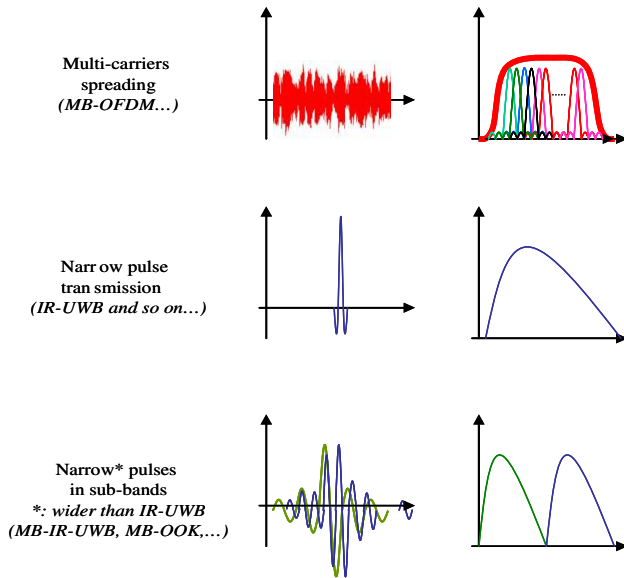 Multi-carriers
spreading
(MB-OFDM...)
Narr ow pulse
tran smission
(IR-UWB and so on...)
Narrow* pulses
in sub-bands
*: wider than IR-UWB
(MB-IR-UWB, MB-OOK,...)